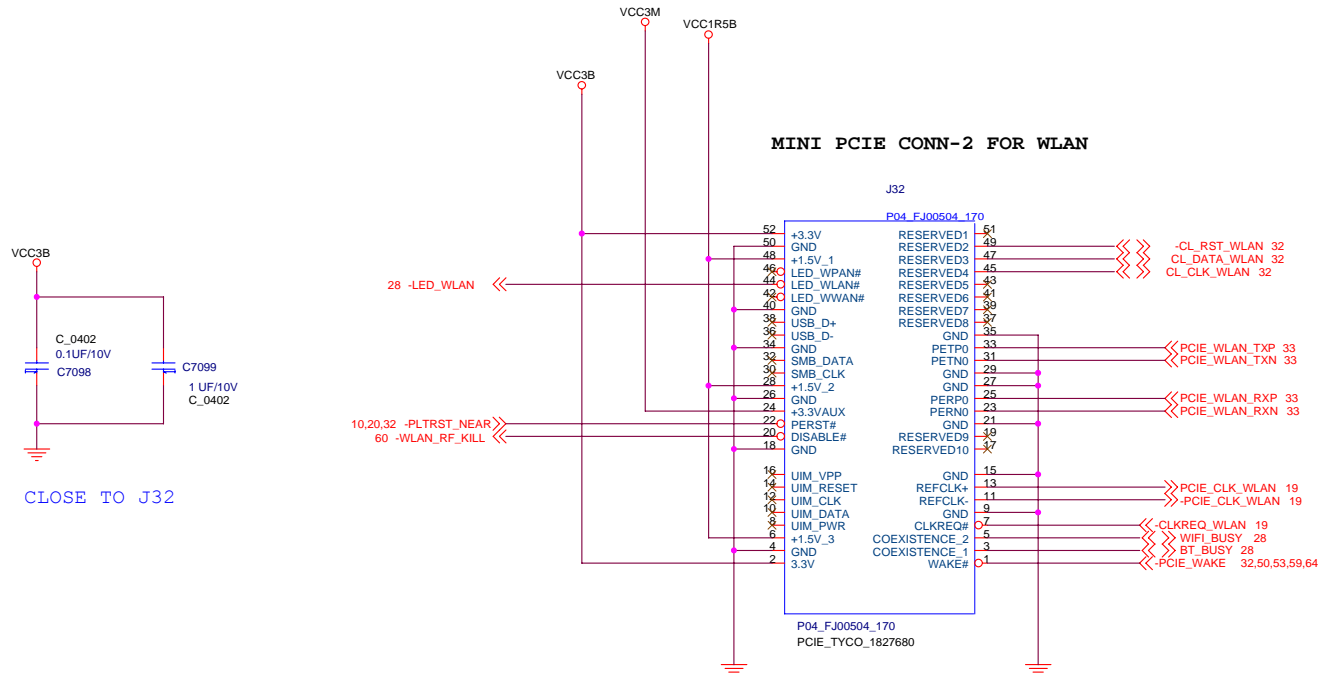 VCC3M
VCC1R5B
VCC3B
MINI PCIE CONN-2 FOR WLAN
J32
P04_FJ00504_170
VCC3B
C_0402
0.1UF/10V
C7098
C7099
1 UF/10V
C_0402
CLOSE TO J32
28 -LED_WLAN
10,20,32 -PLTRST_NEAR
60 -WLAN_RF_KILL
52 +3.3V RESERVED1 51
50 GND RESERVED2 49 -CL_RST_WLAN 32
48 +1.5V_1 RESERVED3 47 CL_DATA_WLAN 32
46 LED_WPAN# RESERVED4 45 CL_CLK_WLAN 32
44 LED_WLAN# RESERVED5 43
42 LED_WWAN# RESERVED6 41
40 GND RESERVED7 39
38 USB_D+ RESERVED8 37
36 USB_D- GND 35
34 GND PETP0 33 PCIE_WLAN_TXP 33
32 SMB_DATA PETN0 31 PCIE_WLAN_TXN 33
30 SMB_CLK GND 29
28 +1.5V_2 GND 27
26 GND PERP0 25 PCIE_WLAN_RXP 33
24 +3.3VAUX PERN0 23 PCIE_WLAN_RXN 33
22 PERST# GND 21
20 DISABLE# RESERVED9 19
18 GND RESERVED10 17
16 UIM_VPP GND 15
14 UIM_RESET REFCLK+ 13 PCIE_CLK_WLAN 19
12 UIM_CLK REFCLK- 11 -PCIE_CLK_WLAN 19
10 UIM_DATA GND 9
8 UIM_PWR CLKREQ# 7 -CLKREQ_WLAN 19
6 +1.5V_3 COEXISTENCE_2 5 WIFI_BUSY 28
4 GND COEXISTENCE_1 3 BT_BUSY 28
2 3.3V WAKE# 1 -PCIE_WAKE 32,50,53,59,64
P04_FJ00504_170
PCIE_TYCO_1827680